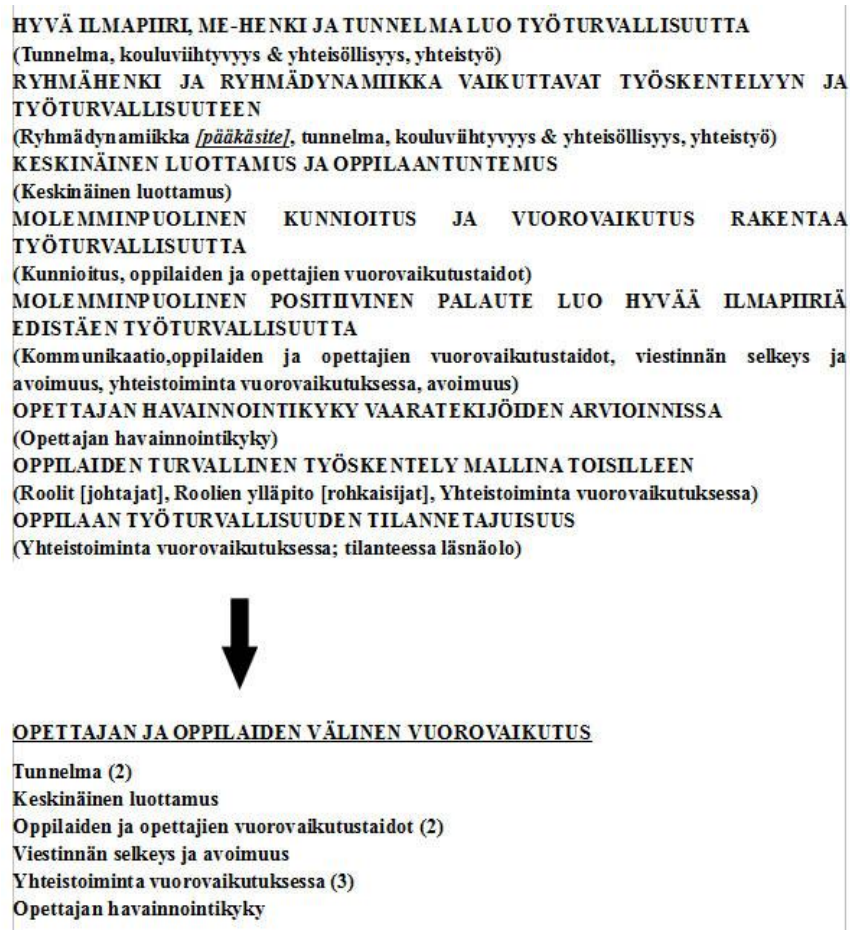 HYVÄ ILMAPIIRI, ME-HENKI JA TUNNELMA LUO TYÖTURVALLISUUTTA
(Tunnelma, kouluviihtyvyys & yhteisöllisyys, yhteistyö)
RYHMÄHENKI JA RYHMÄDYNAMIIKKA VAIKUTTAVAT TYÖSKENTELYYN JA
TYÖTURVALLISUUTEEN
(Ryhmädynamiikka [pääkäsite], tunnelma, kouluviihtyvyys & yhteisöllisyys, yhteistyö)
KESKINÄINEN LUOTTAMUS JA OPPILAANTUNTEMUS
(Keskinäinen luottamus)
MOLEMMINPUOLINEN KUNNIOITUS JA VUOROVAIKUTUS RAKENTAA
TYÖTURVALLISUUTTA
(Kunnioitus, oppilaiden ja opettajien vuorovaikutustaidot)
MOLEMMINPUOLINEN POSITIIVINEN PALAUTE LUO HYVÄÄ ILMAPIIRIÄ
EDISTÄEN TYÖTURVALLISUUTTA
(Kommunikaatio,oppilaiden ja opettajien vuorovaikutustaidot, viestinnän selkeys ja
avoimuus, yhteistoiminta vuorovaikutuksessa, avoimuus)
OPETTAJAN HAVAINNOINTIKYKY VAARATEKIJÖIDEN ARVIOINNISSA
(Opettajan havainnointikyky)
OPPILAIDEN TURVALLINEN TYÖSKENTELY MALLINA TOISILLEEN
(Roolit [johtajat], Roolien ylläpito [rohkaisijat], Yhteistoiminta vuorovaikutuksessa)
OPPILAAN TYÖTURVALLISUUDEN TILANNETAJUISUUS
(Yhteistoiminta vuorovaikutuksessa; tilanteessa läsnäolo)
OPETTAJAN JA OPPILAIDEN VÄLINEN VUOROVAIKUTUS
Tunnelma (2)
Keskinäinen luottamus
Oppilaiden ja opettajien vuorovaikutustaidot (2)
Viestinnän selkeys ja avoimuus
Yhteistoiminta vuorovaikutuksessa (3)
Opettajan havainnointikyky